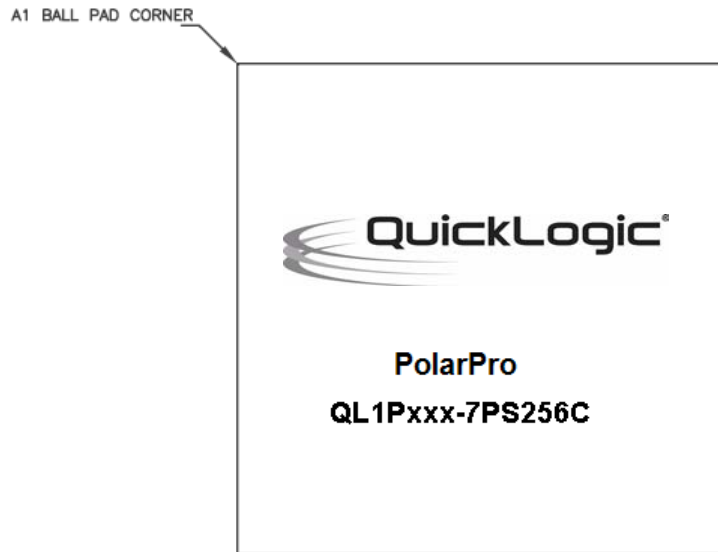 A1 BALL PAD CORNER
QuickLogic®
PolarPro
QL1Pxxx-7PS256C